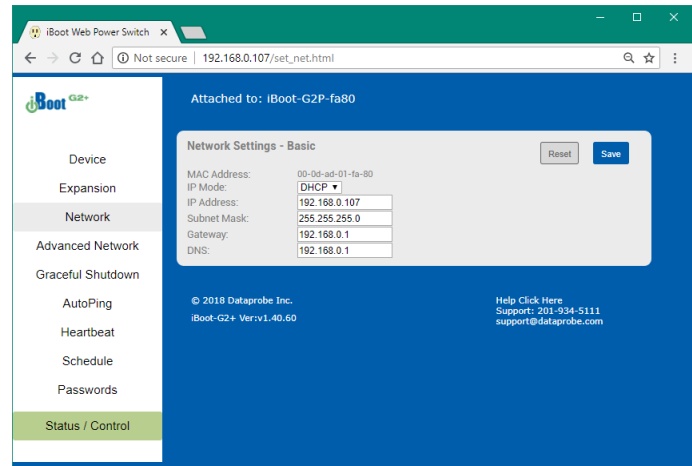 iBoot Web Power Switch
Not secure | 192.168.0.107/set_net.html
iBoot G2+
Attached to: iBoot-G2P-fa80
Device
Expansion
Network
Advanced Network
Graceful Shutdown
AutoPing
Heartbeat
Schedule
Passwords
Status / Control
Network Settings - Basic
Reset
Save
MAC Address: 00-0d-ad-01-fa-80
IP Mode: DHCP
IP Address: 192.168.0.107
Subnet Mask: 255.255.255.0
Gateway: 192.168.0.1
DNS: 192.168.0.1
© 2018 Dataprobe Inc.
iBoot-G2+ Ver:v1.40.60
Help Click Here
Support: 201-934-5111
support@dataprobe.com